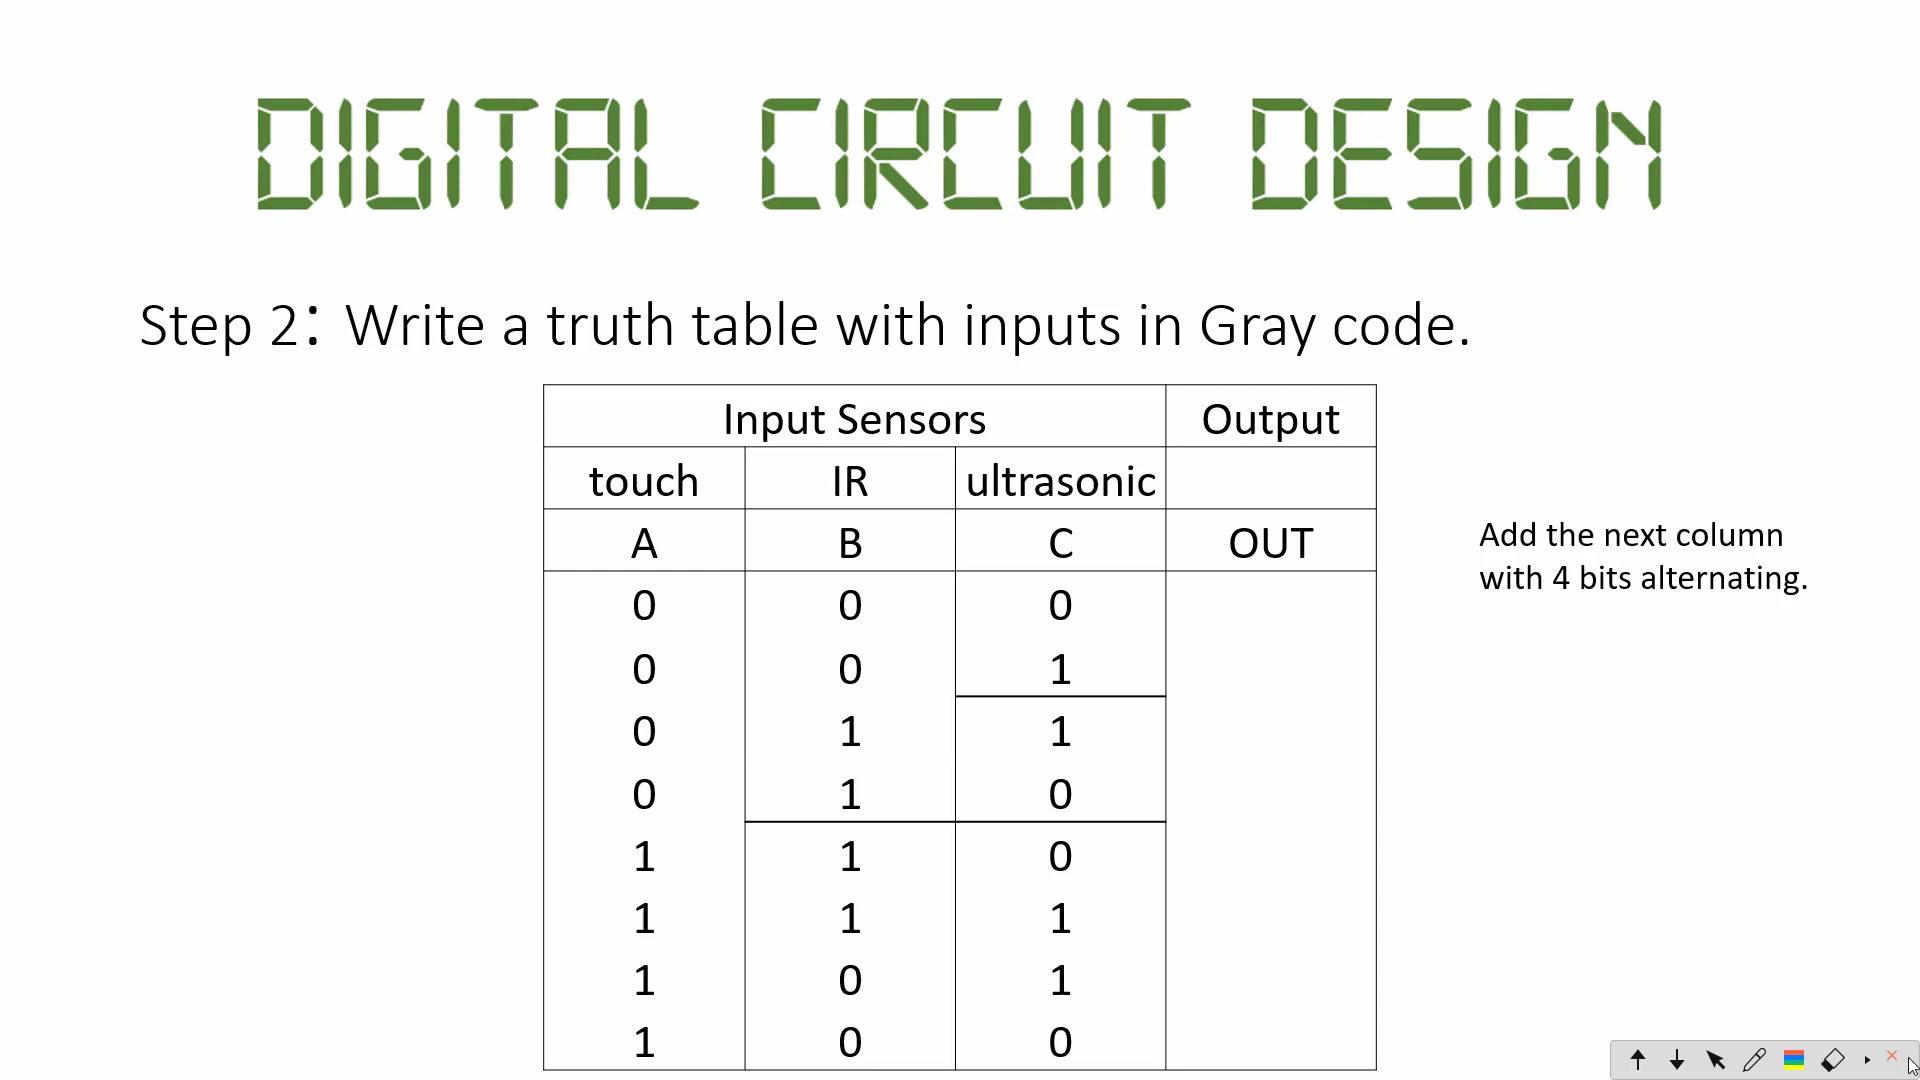 DIGITAL CIRCUIT DESIGN
Step 2: Write a truth table with inputs in Gray code.
Input Sensors Output
touch IR ultrasonic
A B C OUT
0 0 0
0 0 1
0 1 1
0 1 0
1 1 0
1 1 1
1 0 1
1 0 0
Add the next column
with 4 bits alternating.